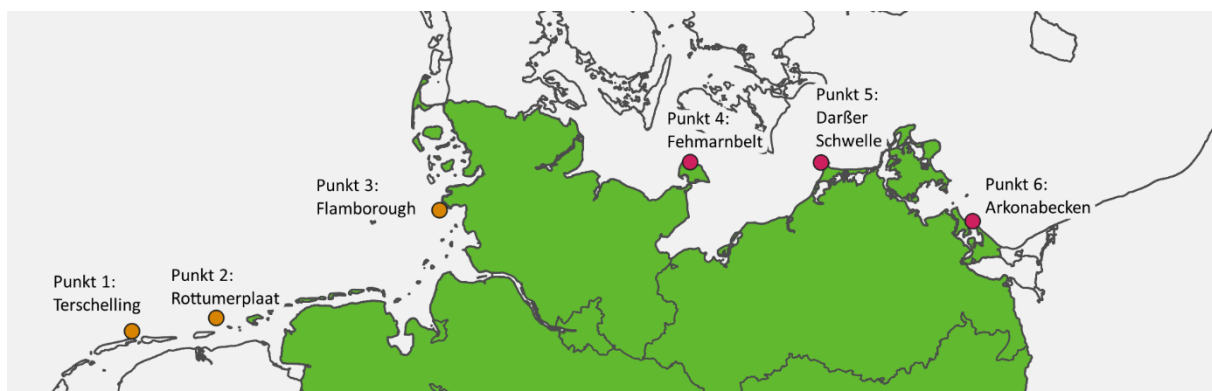 Punkt 1:
Terschelling
Punkt 2:
Rottumerplaat
Punkt 3:
Flamborough
Punkt 4:
Fehmarnbelt
Punkt 5:
Darßer
Schwelle
Punkt 6:
Arkonabecken